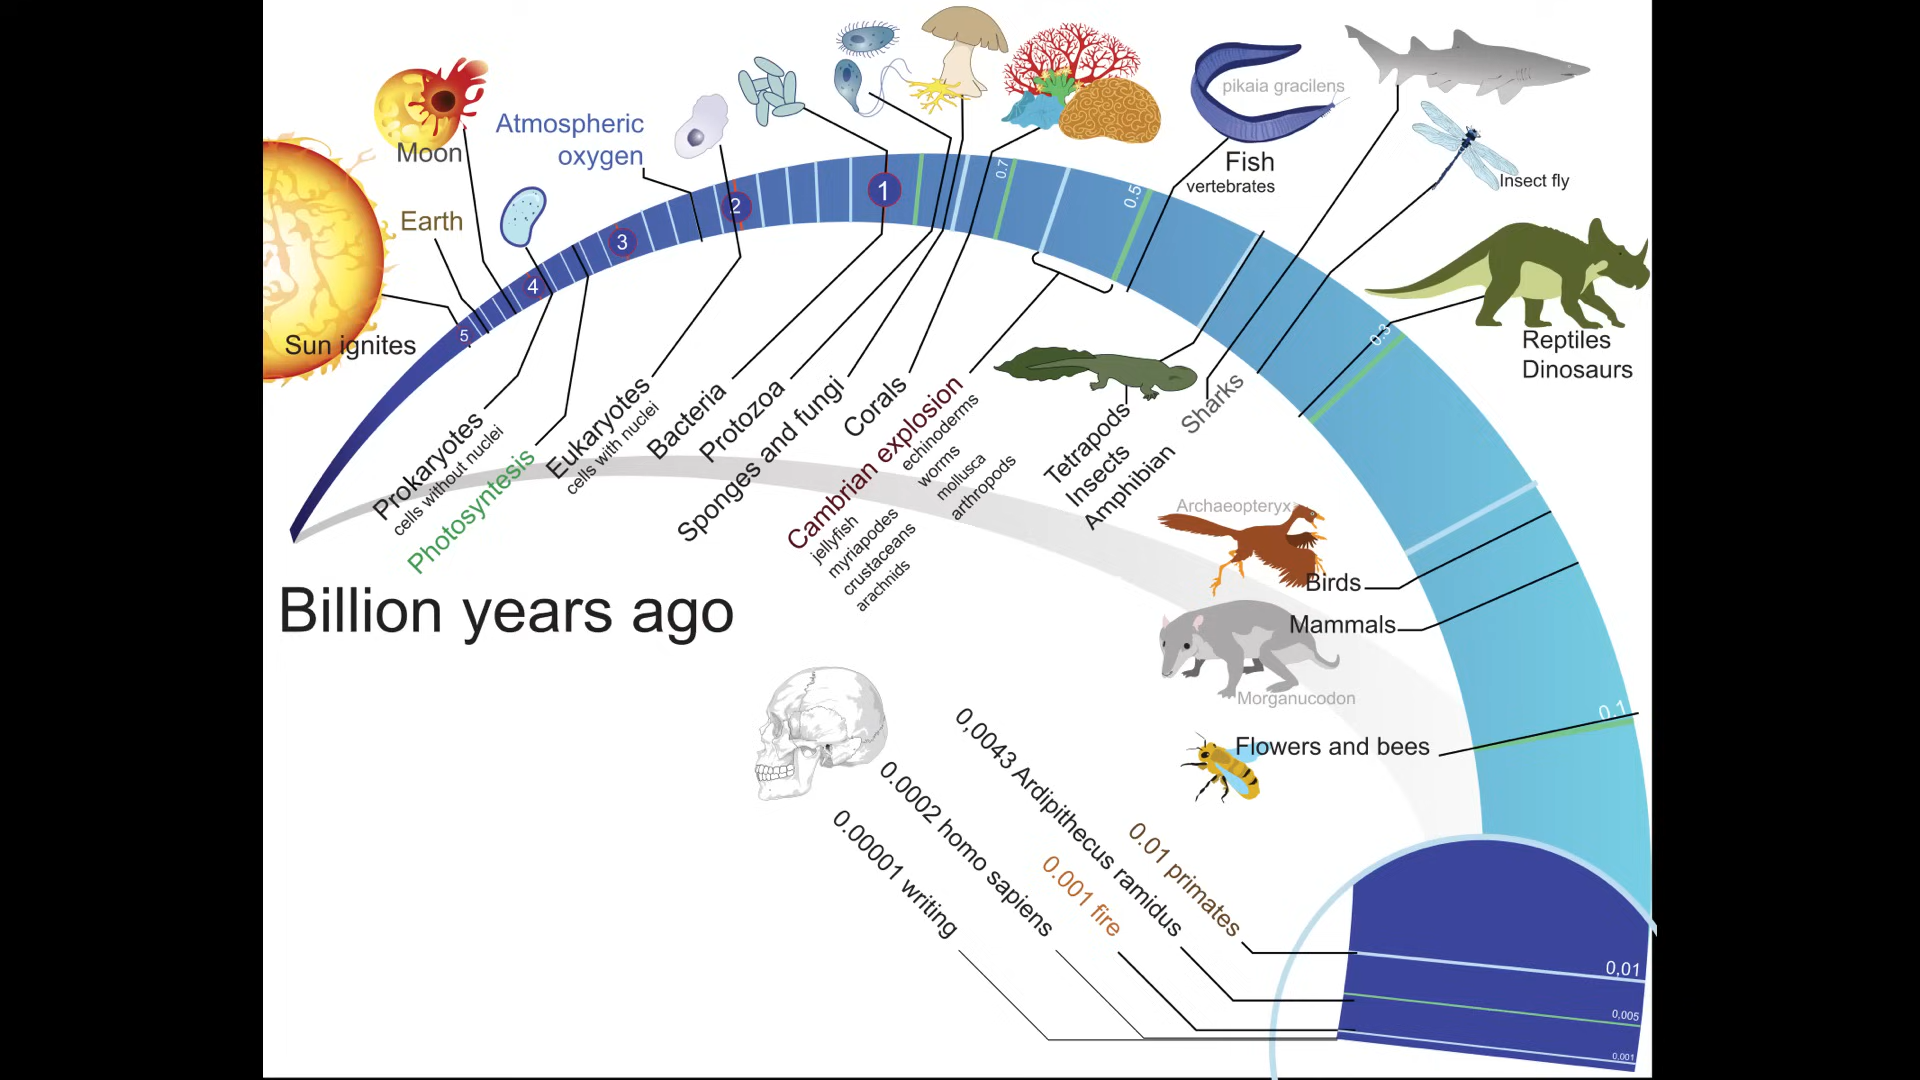 Moon
Atmospheric
oxygen
Earth
Sun ignites
5
4
3
2
1
0.7
0.5
0.3
0.1
pikaia gracilens
Fish
vertebrates
Insect fly
Reptiles
Dinosaurs
Prokaryotes
cells without nuclei
Photosyntesis
Eukaryotes
cells with nuclei
Bacteria
Protozoa
Sponges and fungi
Corals
Cambrian explosion
echinoderms
worms
mollusca
arthropods
jellyfish
myriapodes
crustaceans
arachnids
Tetrapods
Insects
Amphibian
Sharks
Archaeopteryx
Birds
Mammals
Morganucodon
Flowers and bees
Billion years ago
0,0043 Ardipithecus ramidus
0.0002 homo sapiens
0.00001 writing
0.01 primates
0.001 fire
0,01
0,005
0,001